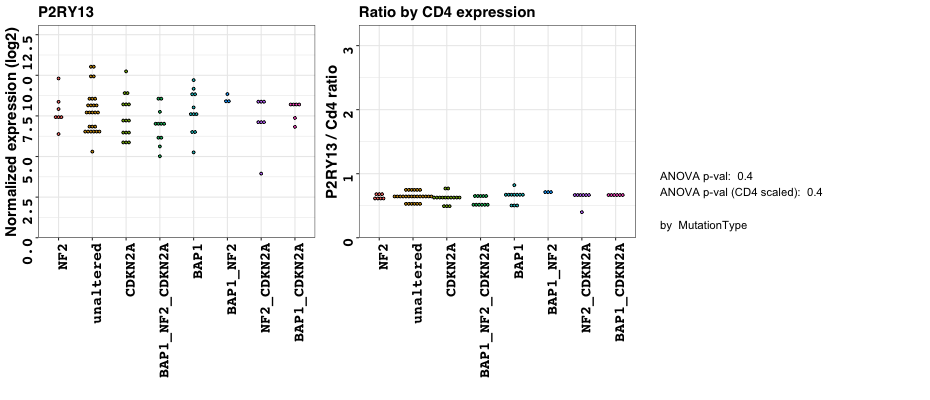 P2RY13
Normalized expression (log2)
0.0
2.5
5.0
7.5
10.0
12.5
NF2
unaltered
CDKN2A
BAP1_NF2_CDKN2A
BAP1
BAP1_NF2
NF2_CDKN2A
BAP1_CDKN2A
Ratio by CD4 expression
P2RY13 / Cd4 ratio
0
1
2
3
NF2
unaltered
CDKN2A
BAP1_NF2_CDKN2A
BAP1
BAP1_NF2
NF2_CDKN2A
BAP1_CDKN2A
ANOVA p-val: 0.4
ANOVA p-val (CD4 scaled): 0.4
by MutationType